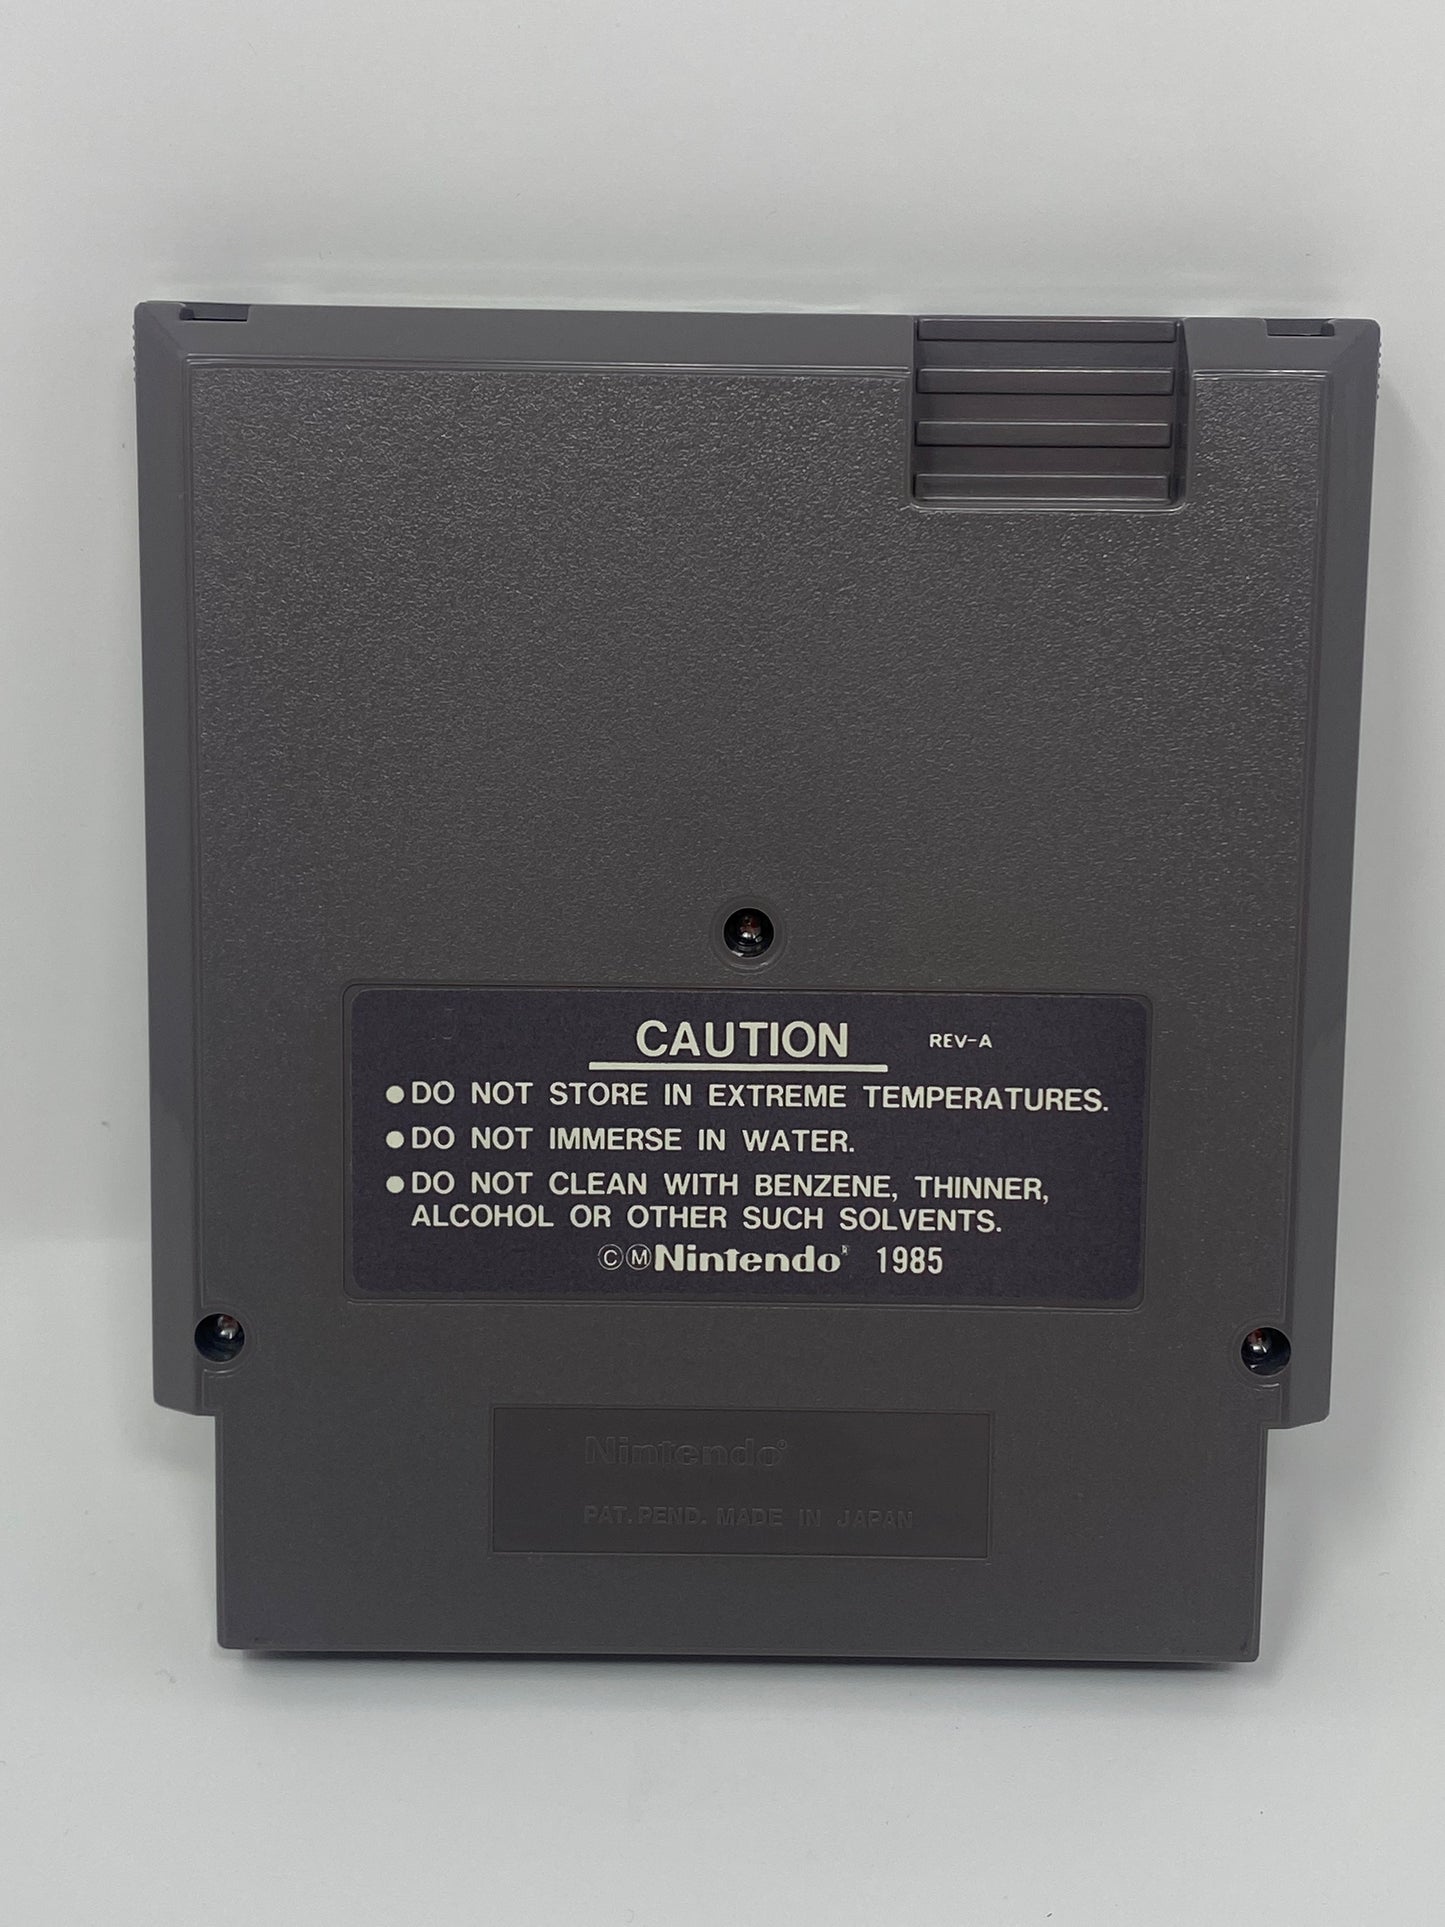 CAUTION REV-A
●DO NOT STORE IN EXTREME TEMPERATURES.
●DO NOT IMMERSE IN WATER.
●DO NOT CLEAN WITH BENZENE, THINNER,
ALCOHOL OR OTHER SUCH SOLVENTS.
ⒸⓂNintendo® 1985
Nintendo®
PAT. PEND. MADE IN JAPAN